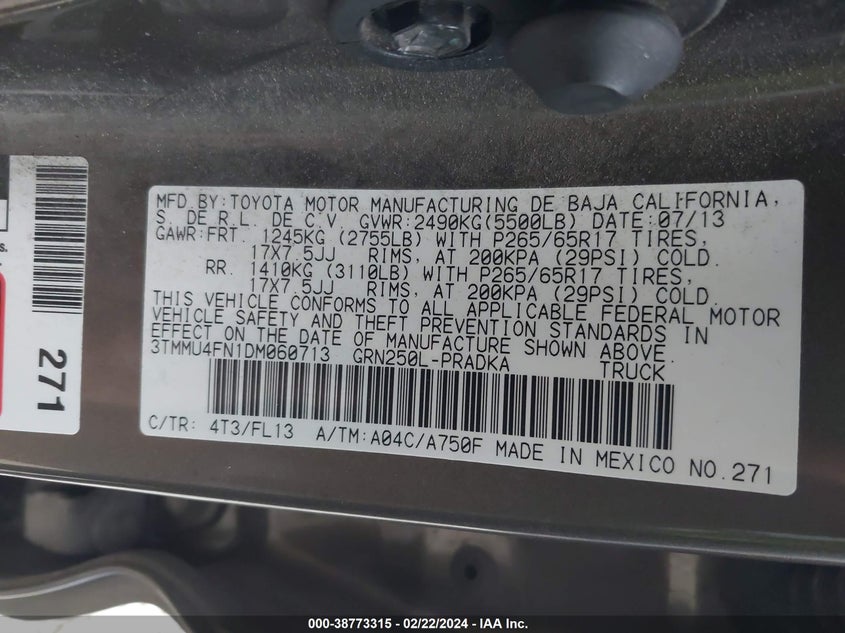 MFD.BY:TOYOTA MOTOR MANUFACTURING DE BAJA CALIFORNIA,
S. DE R.L. DE C.V. GVWR:2490KG(5500LB) DATE:07/13
GAWR:FRT. 1245KG (2755LB) WITH P265/65R17 TIRES,
17X7.5JJ RIMS, AT 200KPA (29PSI) COLD.
RR. 1410KG (3110LB) WITH P265/65R17 TIRES,
17X7.5JJ RIMS, AT 200KPA (29PSI) COLD.
THIS VEHICLE CONFORMS TO ALL APPLICABLE FEDERAL MOTOR
VEHICLE SAFETY AND THEFT PREVENTION STANDARDS IN
EFFECT ON THE DATE OF MANUFACTURE SHOWN ABOVE.
3TMMU4FN1DM060713 GRN250L-PRADKA TRUCK
C/TR: 4T3/FL13 A/TM:A04C/A750F MADE IN MEXICO NO.271
s.
271
000-38773315 - 02/22/2024 - IAA Inc.